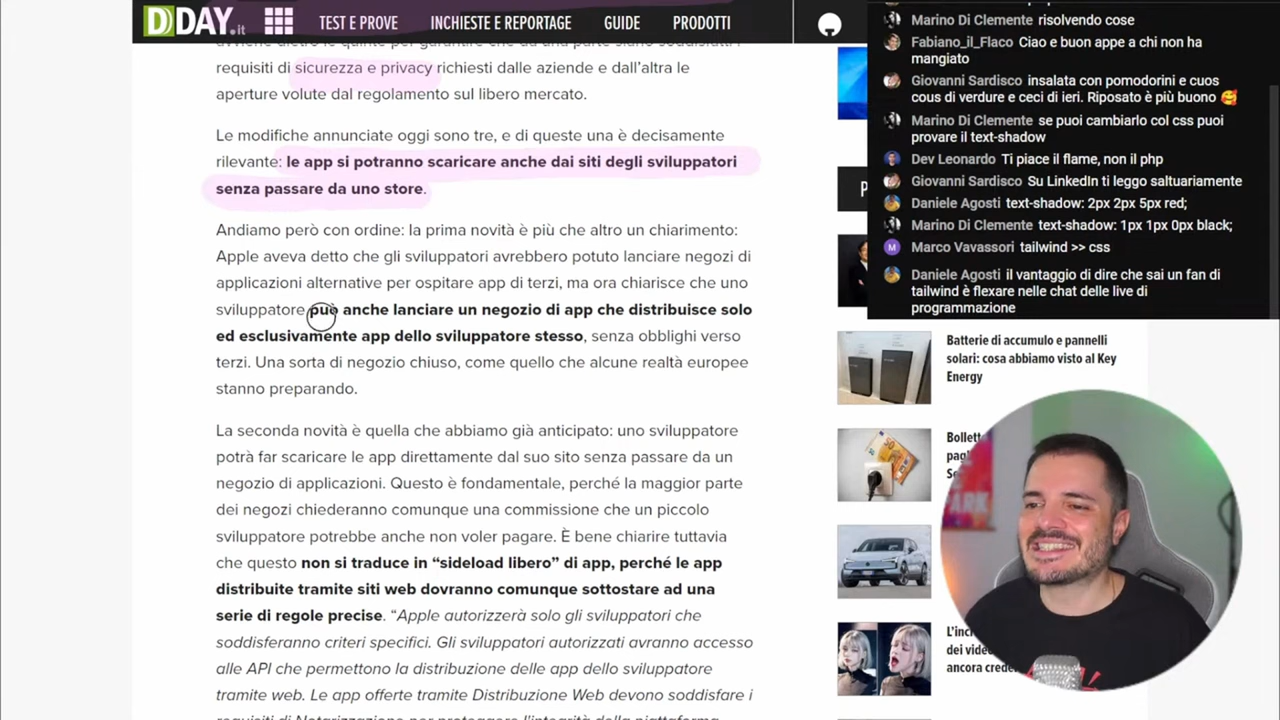 DDAY.it
TEST E PROVE
INCHIESTE E REPORTAGE
GUIDE
PRODOTTI
requisiti di sicurezza e privacy richiesti dalle aziende e dall'altra le
aperture volute dal regolamento sul libero mercato.
Le modifiche annunciate oggi sono tre, e di queste una è decisamente
rilevante: le app si potranno scaricare anche dai siti degli sviluppatori
senza passare da uno store.
Andiamo però con ordine: la prima novità è più che altro un chiarimento:
Apple aveva detto che gli sviluppatori avrebbero potuto lanciare negozi di
applicazioni alternative per ospitare app di terzi, ma ora chiarisce che uno
sviluppatore può anche lanciare un negozio di app che distribuisce solo
ed esclusivamente app dello sviluppatore stesso, senza obblighi verso
terzi. Una sorta di negozio chiuso, come quello che alcune realtà europee
stanno preparando.
La seconda novità è quella che abbiamo già anticipato: uno sviluppatore
potrà far scaricare le app direttamente dal suo sito senza passare da un
negozio di applicazioni. Questo è fondamentale, perché la maggior parte
dei negozi chiederanno comunque una commissione che un piccolo
sviluppatore potrebbe anche non voler pagare. È bene chiarire tuttavia
che questo non si traduce in “sideload libero” di app, perché le app
distribuite tramite siti web dovranno comunque sottostare ad una
serie di regole precise. “Apple autorizzerà solo gli sviluppatori che
soddisferanno criteri specifici. Gli sviluppatori autorizzati avranno accesso
alle API che permettono la distribuzione delle app dello sviluppatore
tramite web. Le app offerte tramite Distribuzione Web devono soddisfare i
requisiti di Notarizzazione per proteggere l'integrità della piattaforma
Marino Di Clemente risolvendo cose
Fabiano_il_Flaco Ciao e buon appe a chi non ha
mangiato
Giovanni Sardisco insalata con pomodorini e cuos
cous di verdure e ceci di ieri. Riposato è più buono 🥰
Marino Di Clemente se puoi cambiarlo col css puoi
provare il text-shadow
Dev Leonardo Ti piace il flame, non il php
Giovanni Sardisco Su LinkedIn ti leggo saltuariamente
Daniele Agosti text-shadow: 2px 2px 5px red;
Marino Di Clemente text-shadow: 1px 1px 0px black;
M Marco Vavassori tailwind >> css
Daniele Agosti il vantaggio di dire che sai un fan di
tailwind è flexare nelle chat delle live di
programmazione
P
Batterie di accumulo e pannelli
solari: cosa abbiamo visto al Key
Energy
Bollett
pag
Se
L'incr
dei vide
ancora crede